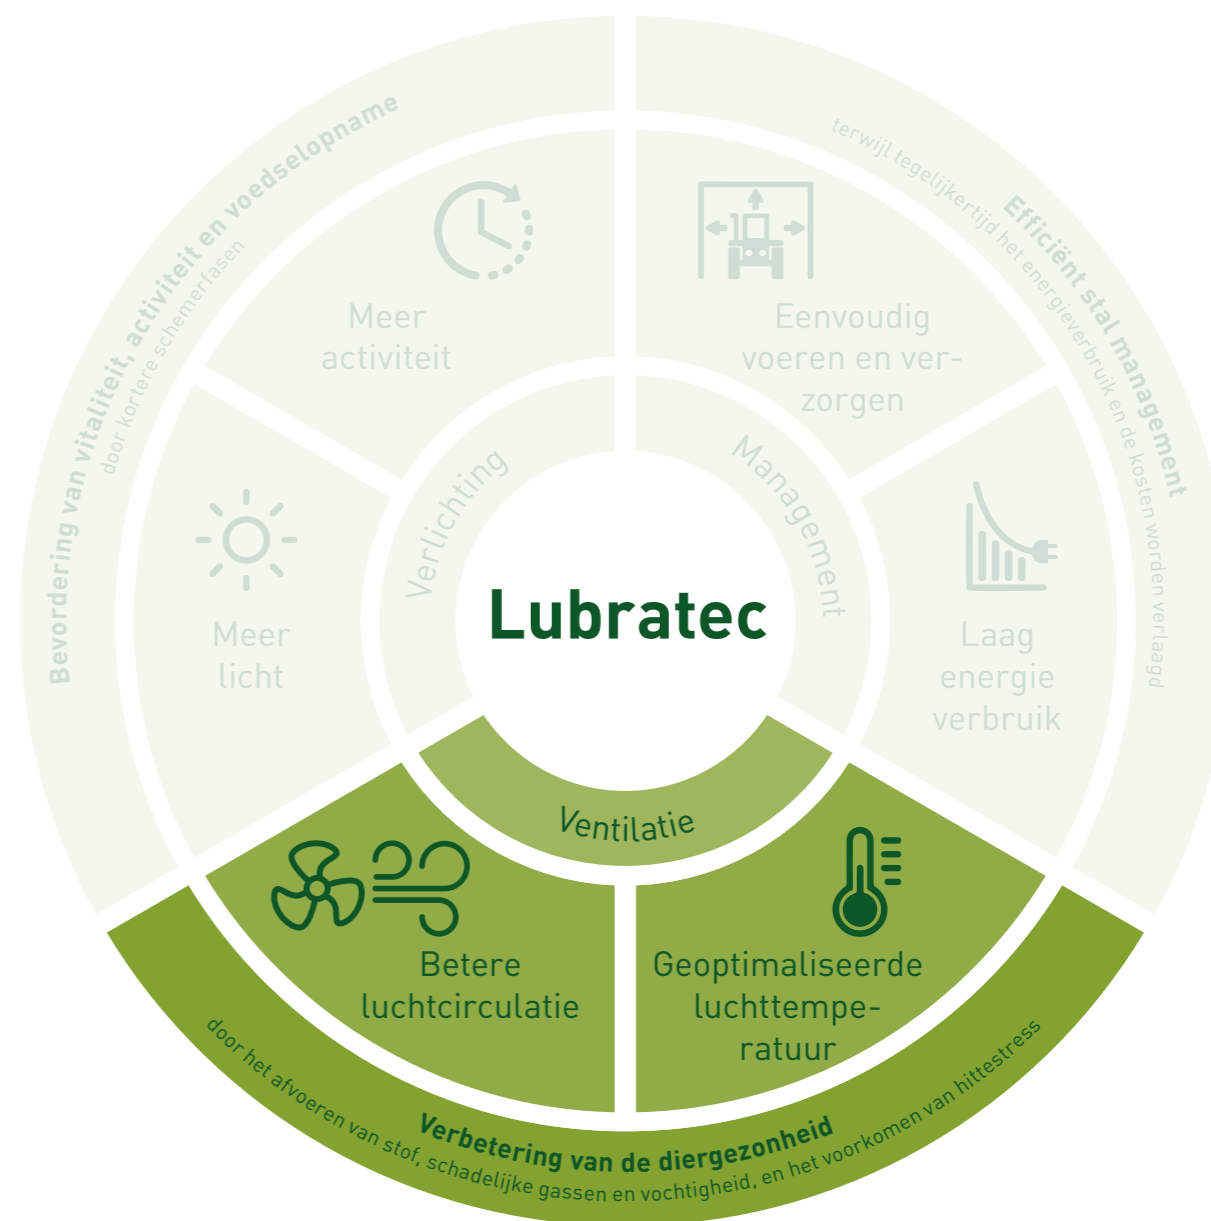 Bevordering van vitaliteit, activiteit en voedselopname
door kortere schemerfasen
terwijl tegelijkertijd het energieverbruik en de kosten worden verlaagd
Efficiënt stal management
Meer
activiteit
Eenvoudig
voeren en ver-
zorgen
Verlichting
Management
Meer
licht
Lubratec
Laag
energie
verbruik
Ventilatie
Betere
luchtcirculatie
Geoptimaliseerde
luchttempe-
ratuur
Verbetering van de diergezonheid
door het afvoeren van stof, schadelijke gassen en vochtigheid, en het voorkomen van hittestress